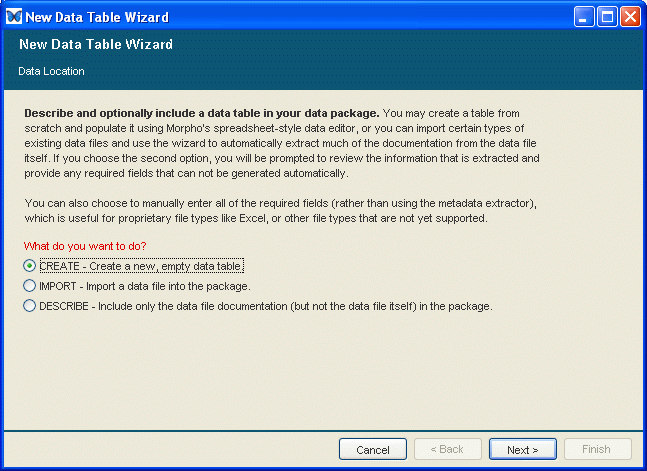 New Data Table Wizard
New Data Table Wizard
Data Location
Describe and optionally include a data table in your data package. You may create a table from
scratch and populate it using Morpho's spreadsheet-style data editor, or you can import certain types of
existing data files and use the wizard to automatically extract much of the documentation from the data file
itself. If you choose the second option, you will be prompted to review the information that is extracted and
provide any required fields that can not be generated automatically.
You can also choose to manually enter all of the required fields (rather than using the metadata extractor),
which is useful for proprietary file types like Excel, or other file types that are not yet supported.
What do you want to do?
CREATE - Create a new, empty data table.
IMPORT - Import a data file into the package.
DESCRIBE - Include only the data file documentation (but not the data file itself) in the package.
Cancel
< Back
Next >
Finish